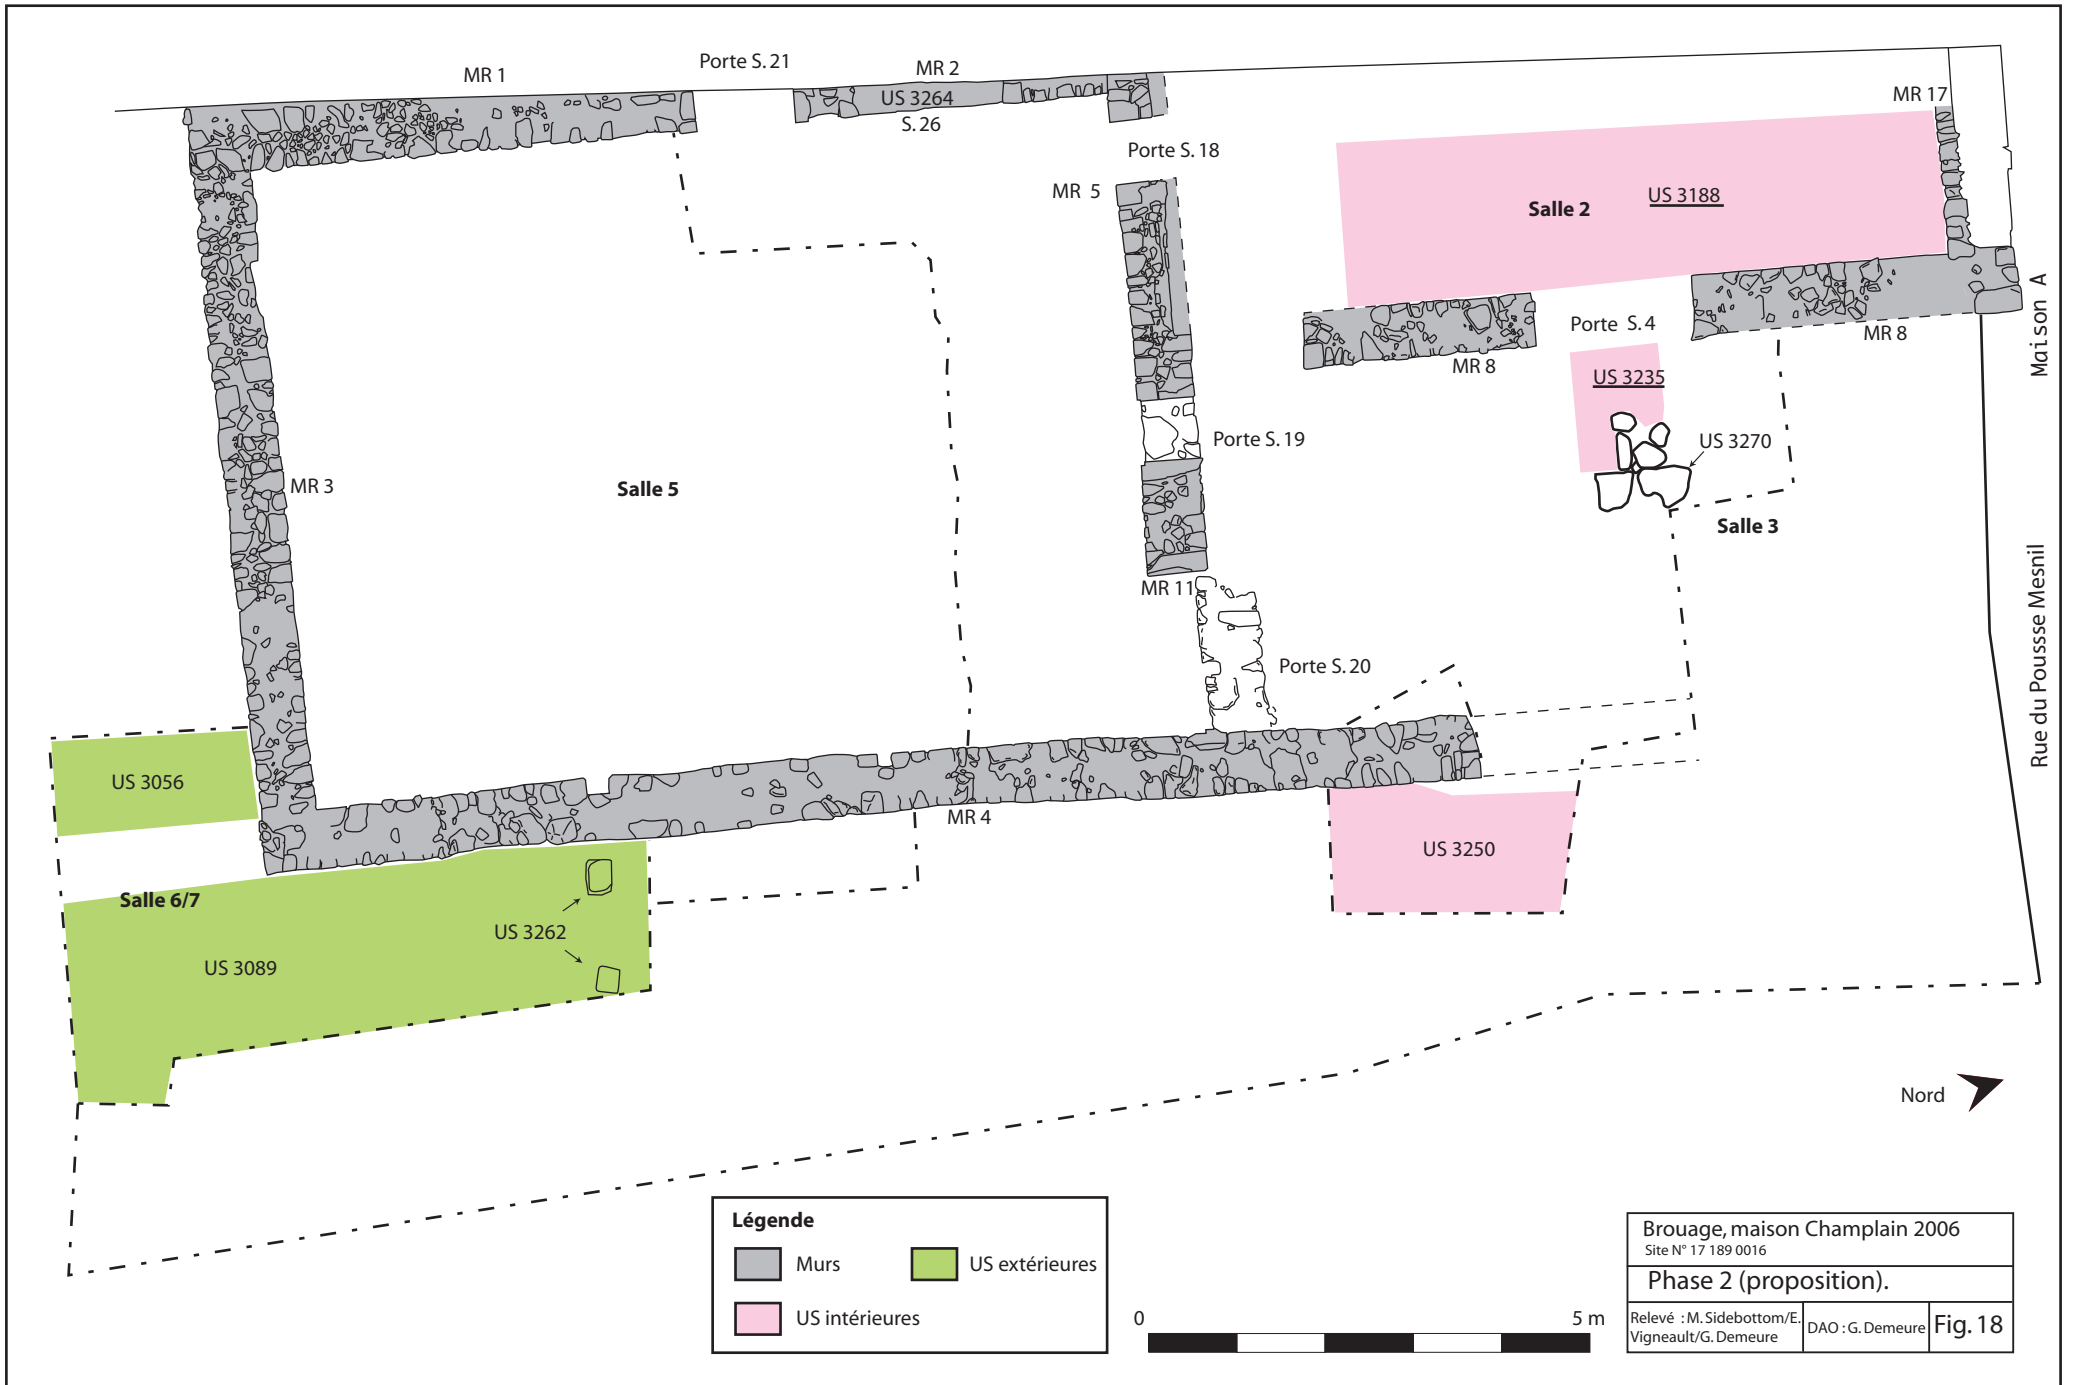 MR 1
Porte S. 21
MR 2
US 3264
S. 26
MR 17
Porte S. 18
MR 5
Salle 2
US 3188
Porte S. 4
MR 8
MR 8
Maison A
US 3235
Porte S. 19
US 3270
MR 3
Salle 5
Salle 3
MR 11
Rue du Pousse Mesnil
Porte S. 20
US 3056
MR 4
US 3250
Salle 6/7
US 3262
US 3089
Nord
Légende
Murs
US extérieures
US intérieures
0
5 m
Brouage, maison Champlain 2006
Site N° 17 189 0016
Phase 2 (proposition).
Relevé : M. Sidebottom/E.
Vigneault/G. Demeure
DAO : G. Demeure
Fig. 18